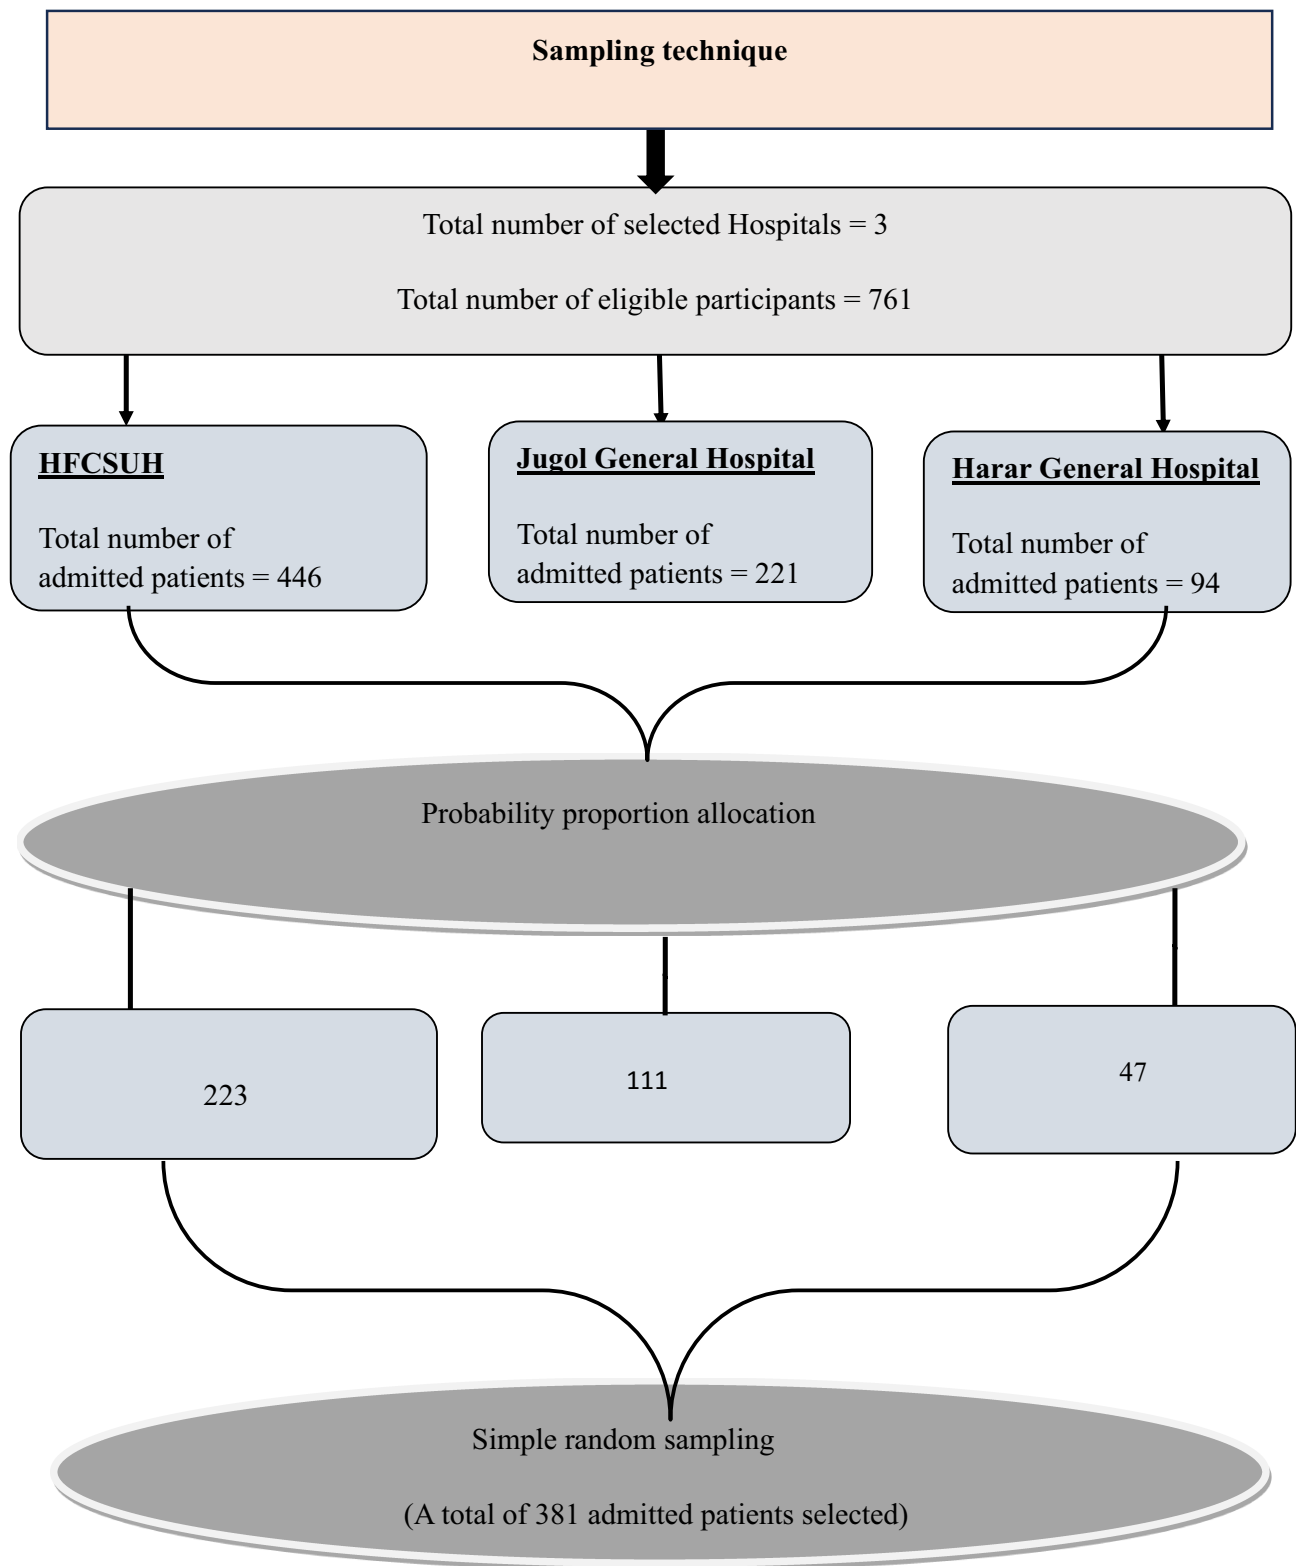 Sampling technique
Total number of selected Hospitals = 3
Total number of eligible participants = 761
HFCSUH
Total number of
admitted patients = 446
Jugol General Hospital
Total number of
admitted patients = 221
Harar General Hospital
Total number of
admitted patients = 94
Probability proportion allocation
223
111
47
Simple random sampling
(A total of 381 admitted patients selected)